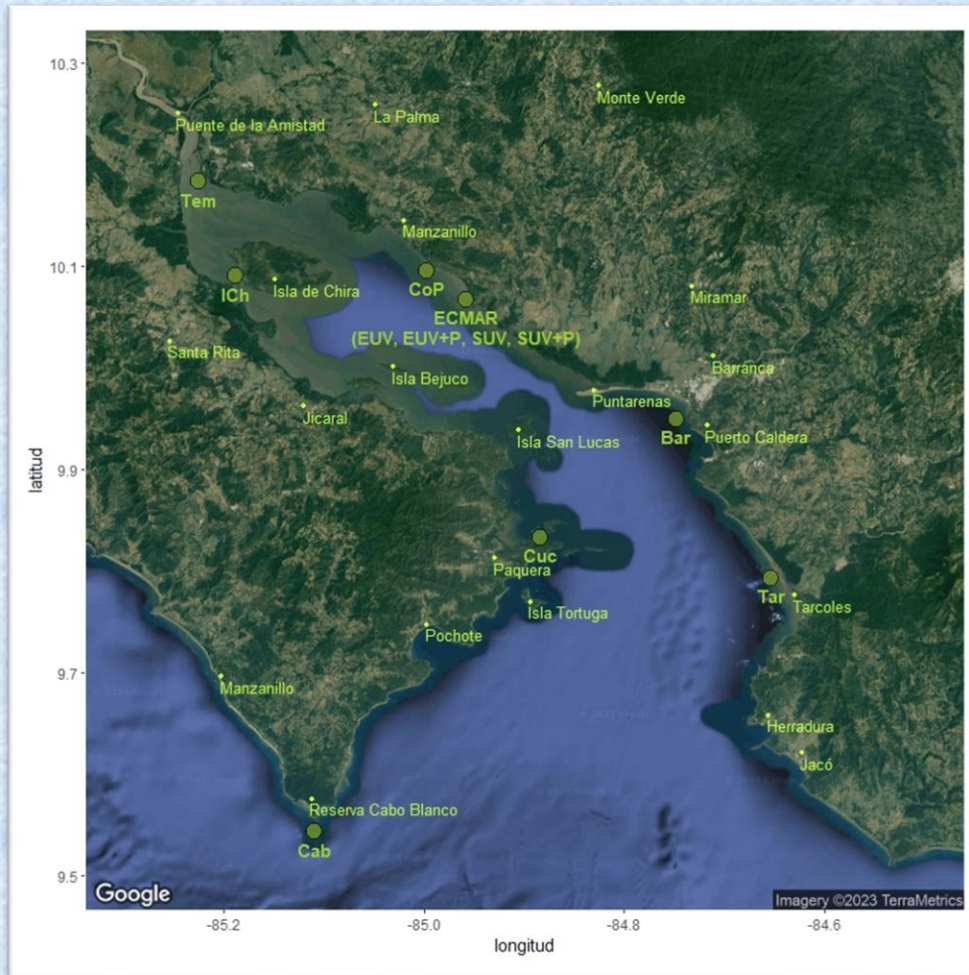 10.3
Monte Verde
La Palma
Puente de la Amistad
Tem
Manzanillo
10.1
CoP
ICh
Isla de Chira
Miramar
ECMAR
(EUV, EUV+P, SUV, SUV+P)
Santa Rita
Barranca
Isla Bejuco
Puntarenas
Jicaral
Bar
Puerto Caldera
Isla San Lucas
latitud
9.9
Cuc
Paquera
Tar
Tarcoles
Isla Tortuga
Pochote
9.7
Manzanillo
Herradura
Jacó
Reserva Cabo Blanco
Cab
9.5
Google
Imagery ©2023 TerraMetrics
-85.2
-85.0
-84.8
-84.6
longitud